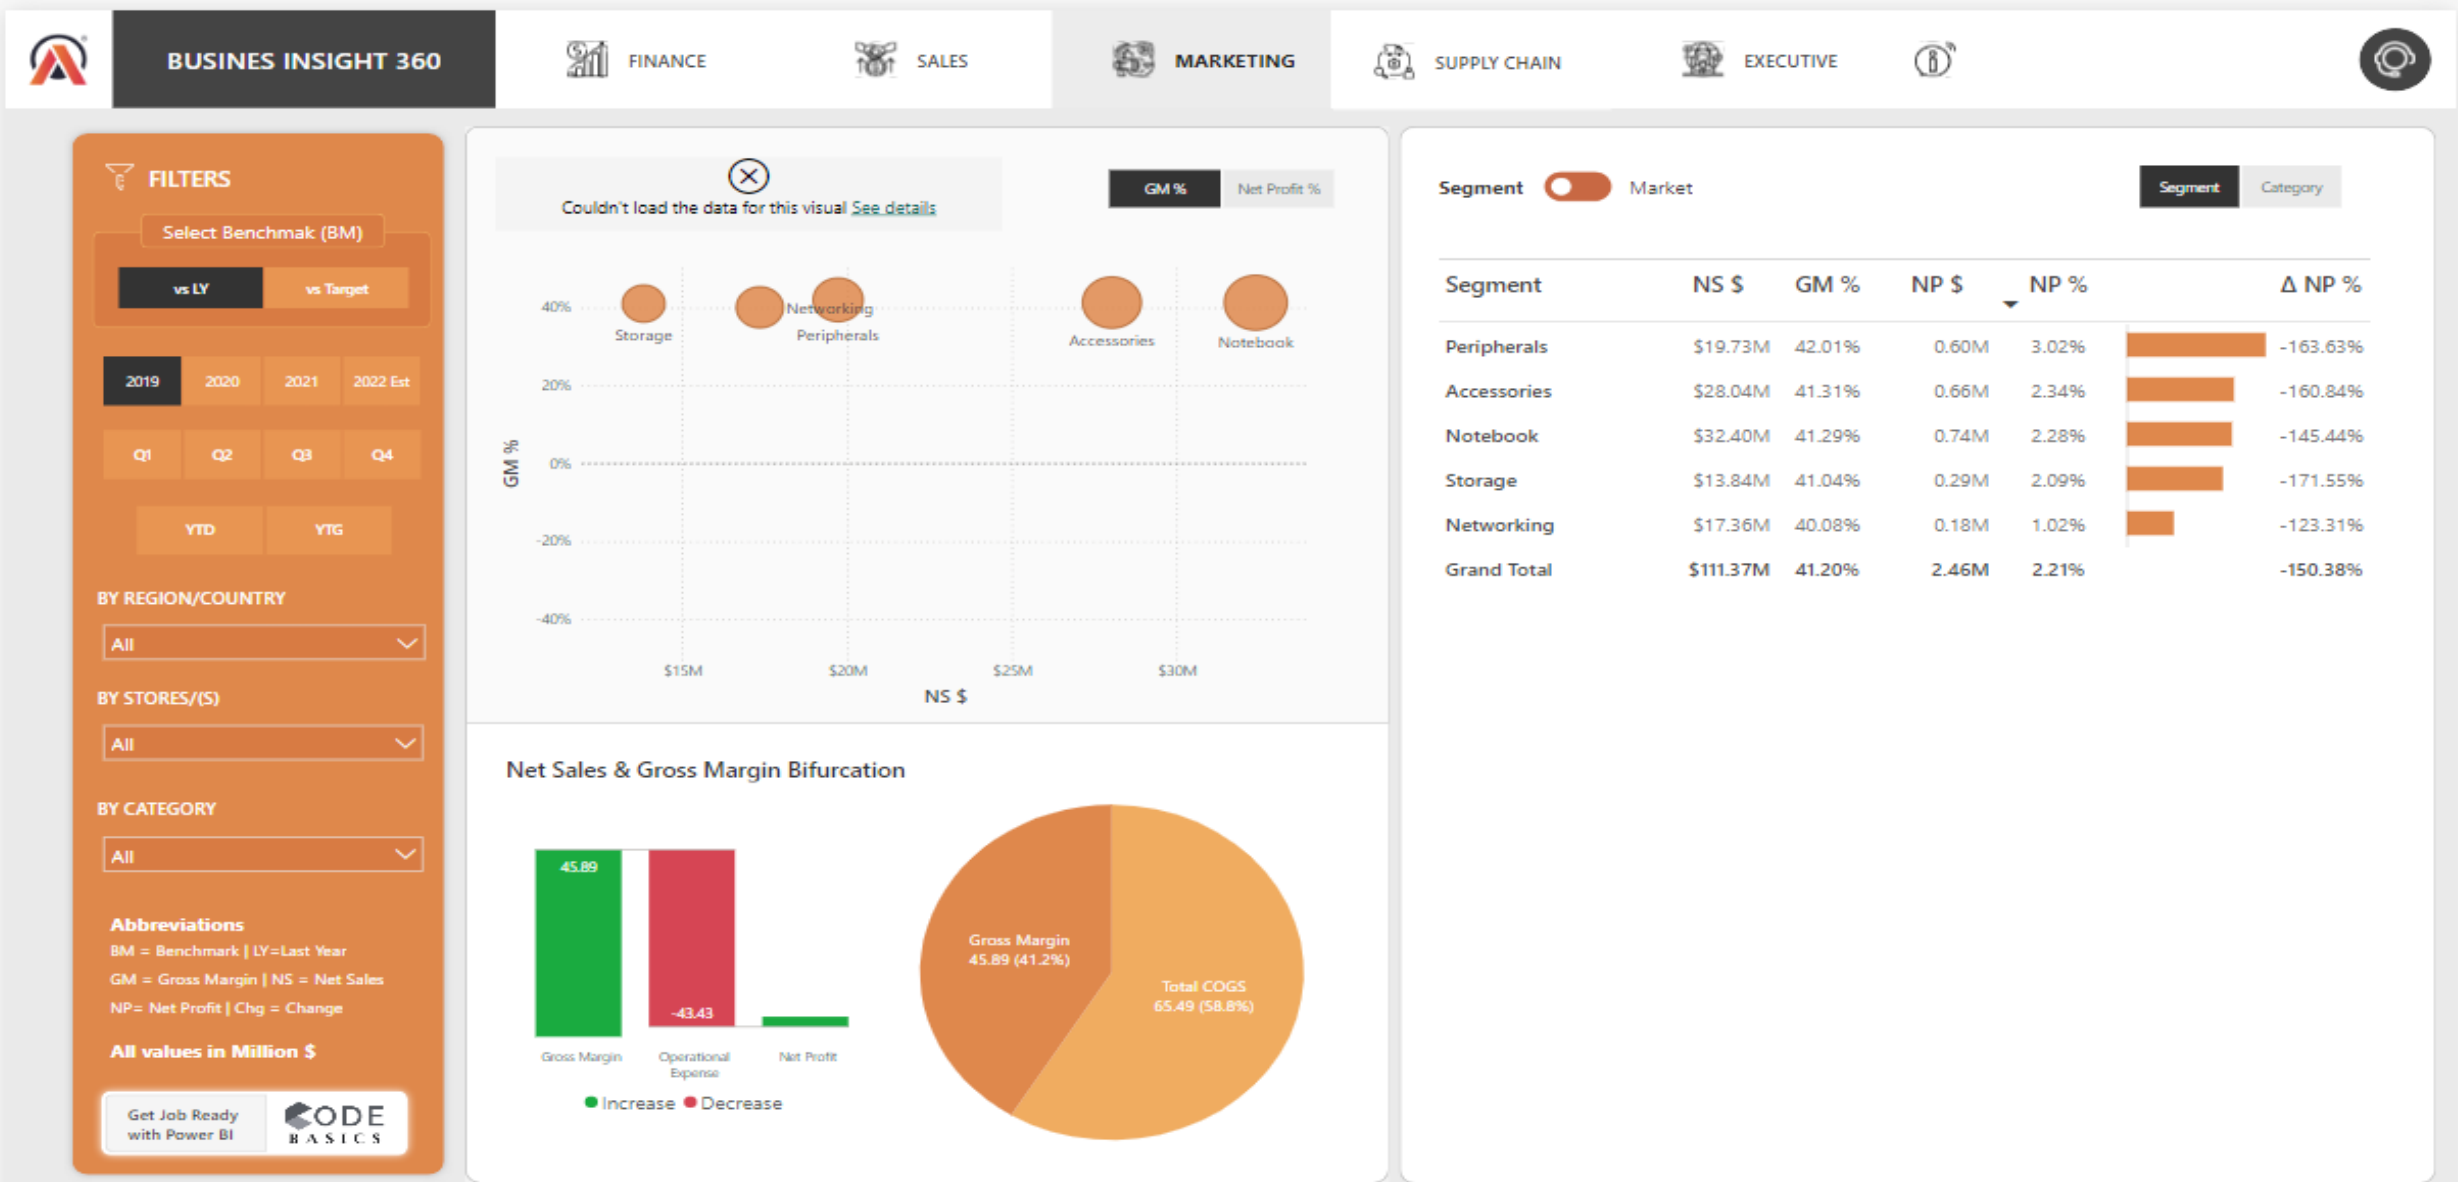 BUSINES INSIGHT 360
FINANCE
SALES
MARKETING
SUPPLY CHAIN
EXECUTIVE
FILTERS
Select Benchmak (BM)
vs LY
vs Target
2019
2020
2021
2022 Est
Q1
Q2
Q3
Q4
YTD
YTG
BY REGION/COUNTRY
All
BY STORES/(S)
All
BY CATEGORY
All
Abbreviations
BM = Benchmark | LY=Last Year
GM = Gross Margin | NS = Net Sales
NP= Net Profit | Chg = Change
All values in Million $
Get Job Ready
with Power BI
CODE
BASICS
Couldn't load the data for this visual See details
GM %
Net Profit %
40%
20%
0%
-20%
-40%
GM %
Storage
Networking
Peripherals
Accessories
Notebook
$15M
$20M
$25M
$30M
NS $
Net Sales & Gross Margin Bifurcation
45.89
-43.43
Gross Margin
Operational
Expense
Net Profit
Increase
Decrease
Gross Margin
45.89 (41.2%)
Total COGS
65.49 (58.8%)
Segment
Market
Segment
Category
Segment NS $ GM % NP $ NP % Δ NP %
Peripherals $19.73M 42.01% 0.60M 3.02% -163.63%
Accessories $28.04M 41.31% 0.66M 2.34% -160.84%
Notebook $32.40M 41.29% 0.74M 2.28% -145.44%
Storage $13.84M 41.04% 0.29M 2.09% -171.55%
Networking $17.36M 40.08% 0.18M 1.02% -123.31%
Grand Total $111.37M 41.20% 2.46M 2.21% -150.38%